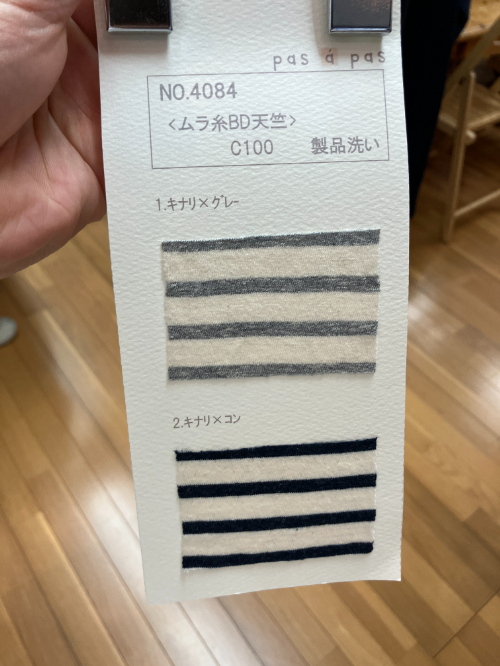 pas á pas
NO.4084
<ムラ糸BD天竺>
C100 製品洗い
1.キナリ×グレー
2.キナリ×コン